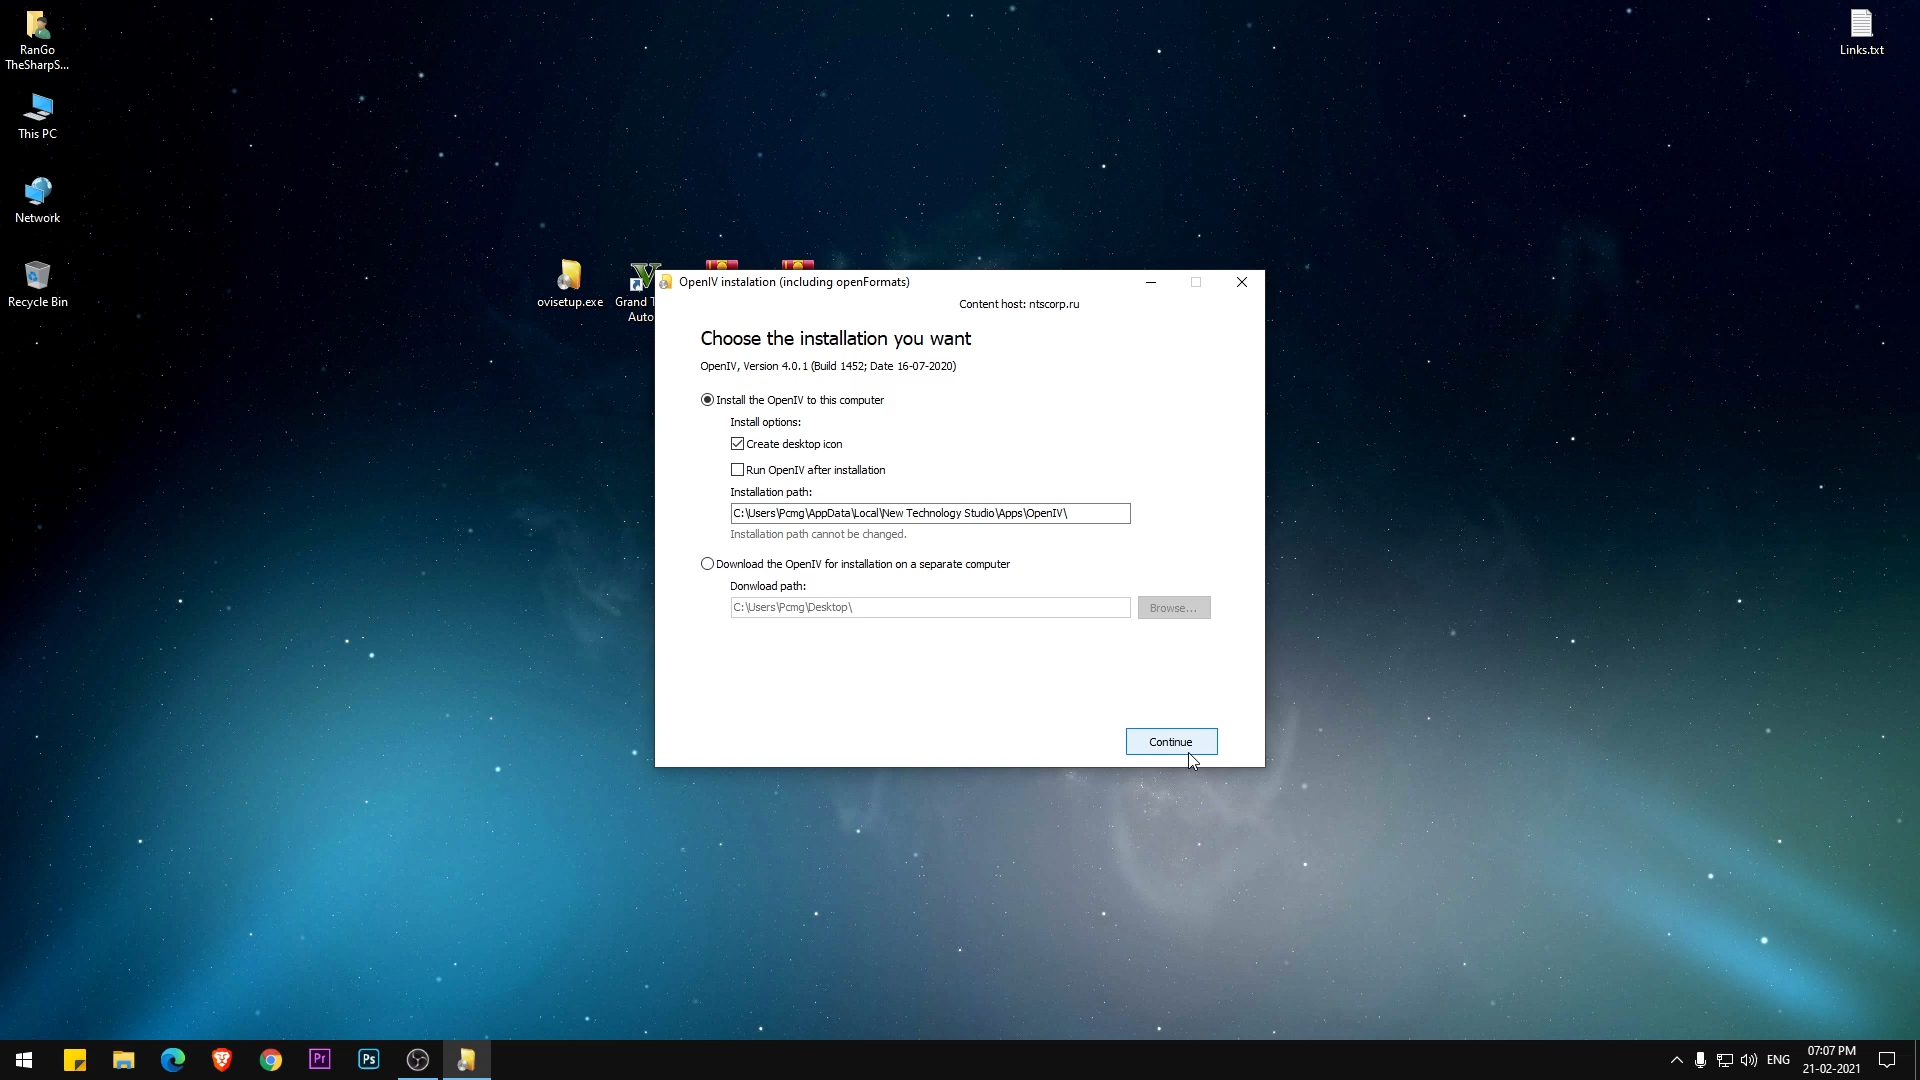 RanGo
TheSharpS...
This PC
Network
Recycle Bin
Links.txt
ovisetup.exe
Grand T
Auto
OpenIV instalation (including openFormats)
Content host: ntscorp.ru
Choose the installation you want
OpenIV, Version 4.0.1 (Build 1452; Date 16-07-2020)
Install the OpenIV to this computer
Install options:
Create desktop icon
Run OpenIV after installation
Installation path:
C:\Users\Pcmg\AppData\Local\New Technology Studio\Apps\OpenIV\
Installation path cannot be changed.
Download the OpenIV for installation on a separate computer
Donwload path:
C:\Users\Pcmg\Desktop\
Browse...
Continue
Pr
Ps
ENG
07:07 PM
21-02-2021